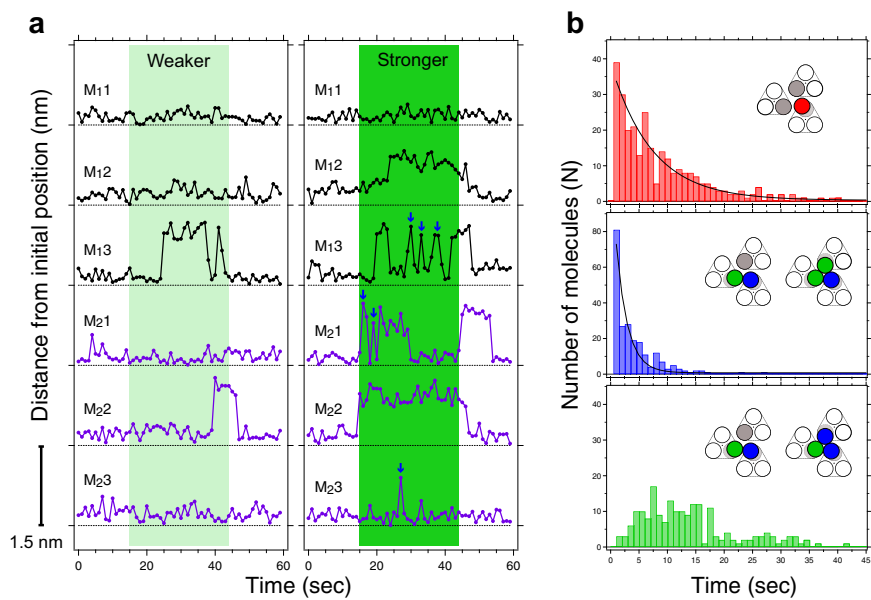 a
Distance from initial position (nm)
1.5 nm
Weaker
M11
M12
M13
M21
M22
M23
0
20
40
60
Stronger
M11
M12
M13
M21
M22
M23
0
20
40
60
Time (sec)
b
Number of molecules (N)
40
30
20
10
0
80
60
40
20
0
40
30
20
10
0
0
5
10
15
20
25
30
35
40
45
Time (sec)